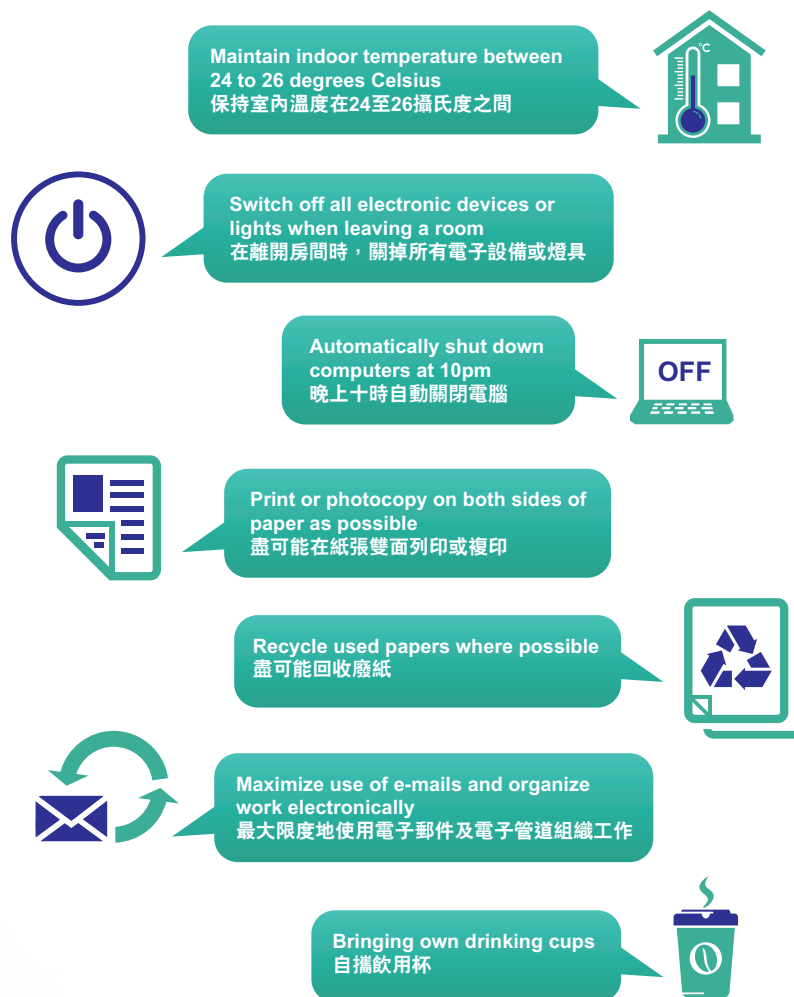 Maintain indoor temperature between
24 to 26 degrees Celsius
保持室內溫度在24至26攝氏度之間
°C
Switch off all electronic devices or
lights when leaving a room
在離開房間時，關掉所有電子設備或燈具
Automatically shut down
computers at 10pm
晚上十時自動關閉電腦
OFF
Print or photocopy on both sides of
paper as possible
盡可能在紙張雙面列印或複印
Recycle used papers where possible
盡可能回收廢紙
Maximize use of e-mails and organize
work electronically
最大限度地使用電子郵件及電子管道組織工作
Bringing own drinking cups
自攜飲用杯